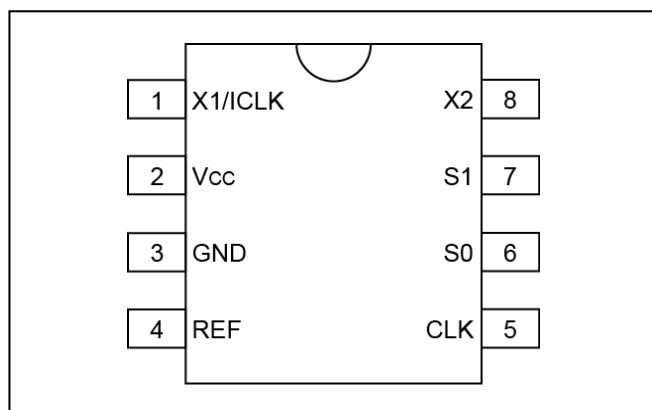 1 X1/ICLK X2 8
2 Vcc S1 7
3 GND S0 6
4 REF CLK 5